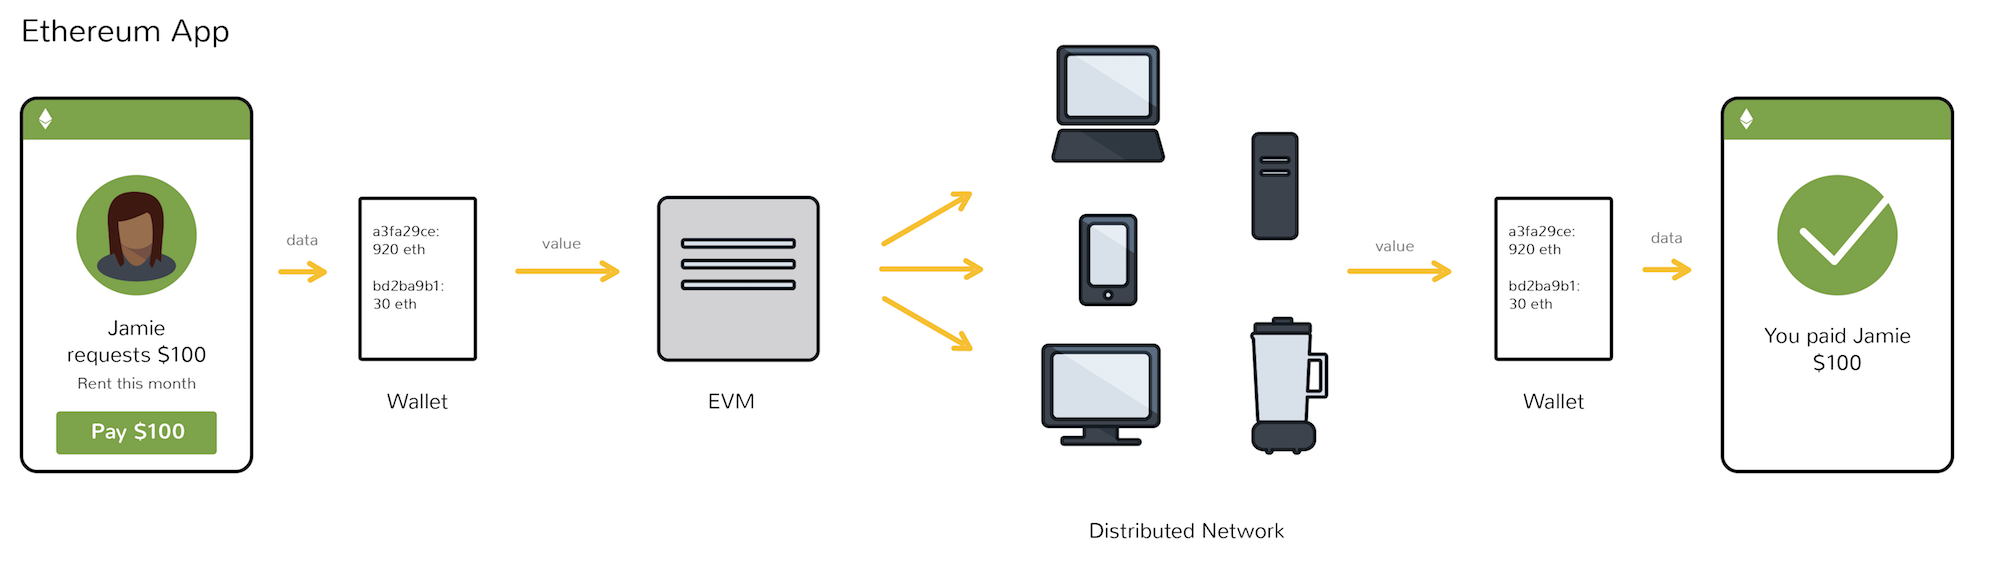 Ethereum App
Jamie
requests $100
Rent this month
Pay $100
data
a3fa29ce:
920 eth
bd2ba9b1:
30 eth
Wallet
value
EVM
Distributed Network
value
a3fa29ce:
920 eth
bd2ba9b1:
30 eth
Wallet
data
You paid Jamie
$100